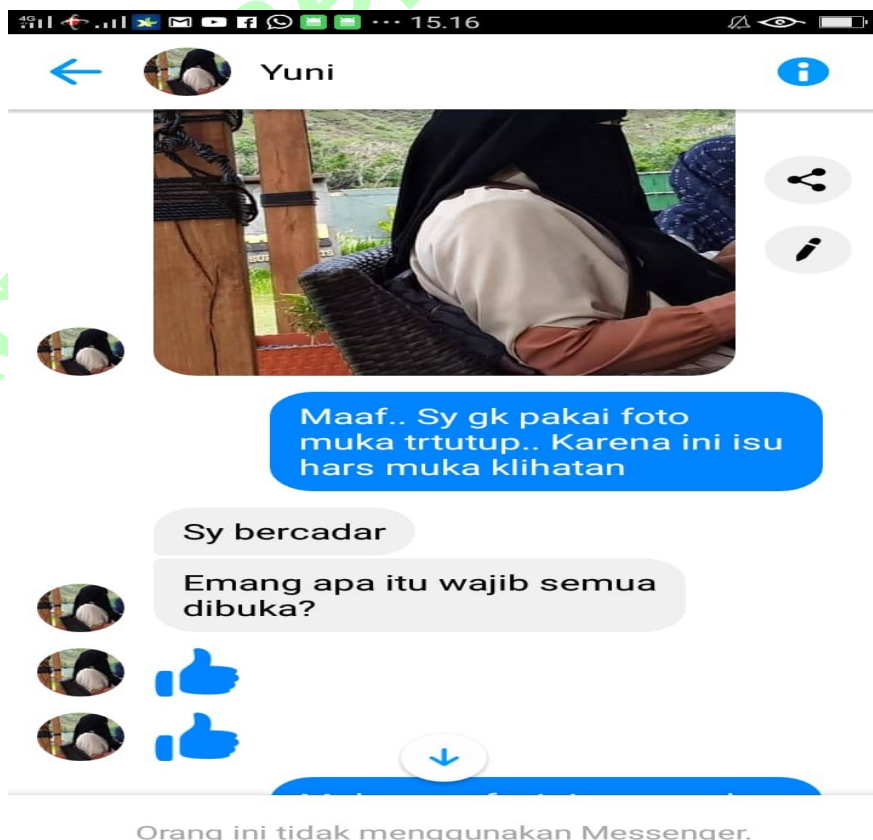 15.16
Yuni
Maaf.. Sy gk pakai foto
muka trtutup.. Karena ini isu
hars muka klihatan
Sy bercadar
Emang apa itu wajib semua
dibuka?
Orang ini tidak menggunakan Messenger.